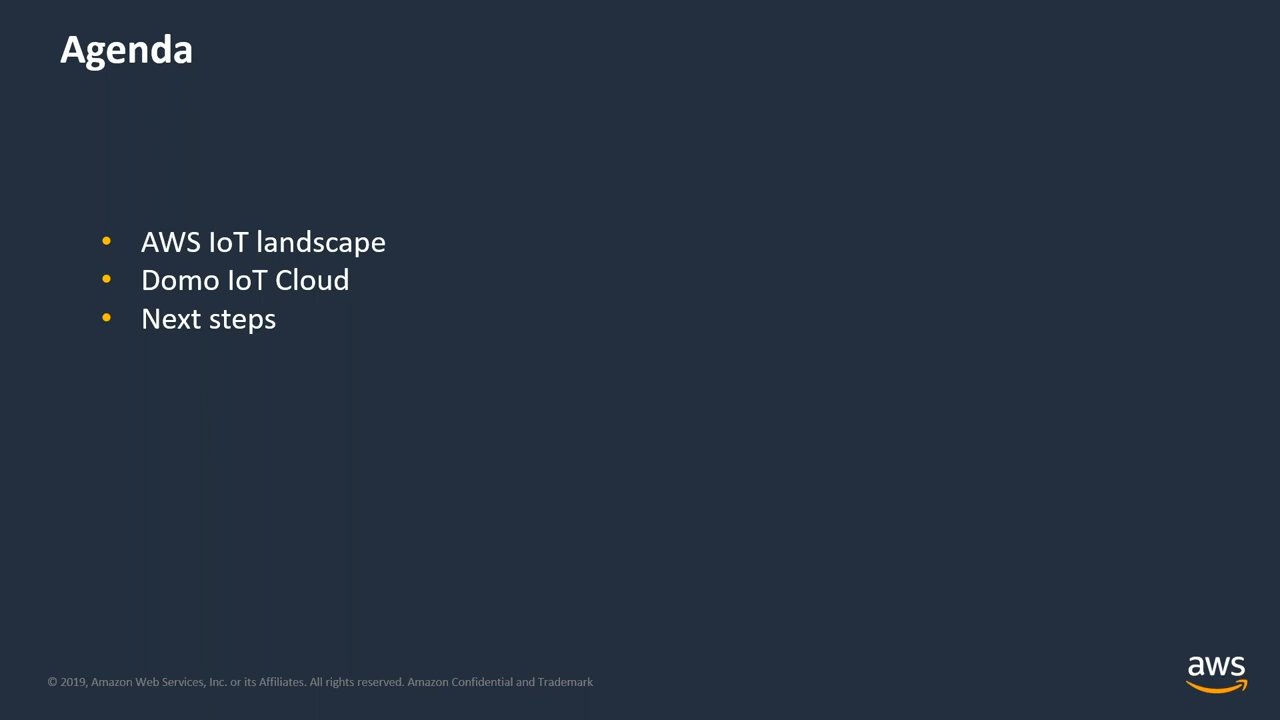 Agenda
• AWS IoT landscape
• Domo IoT Cloud
• Next steps
© 2019, Amazon Web Services, Inc. or its Affiliates. All rights reserved. Amazon Confidential and Trademark
aws